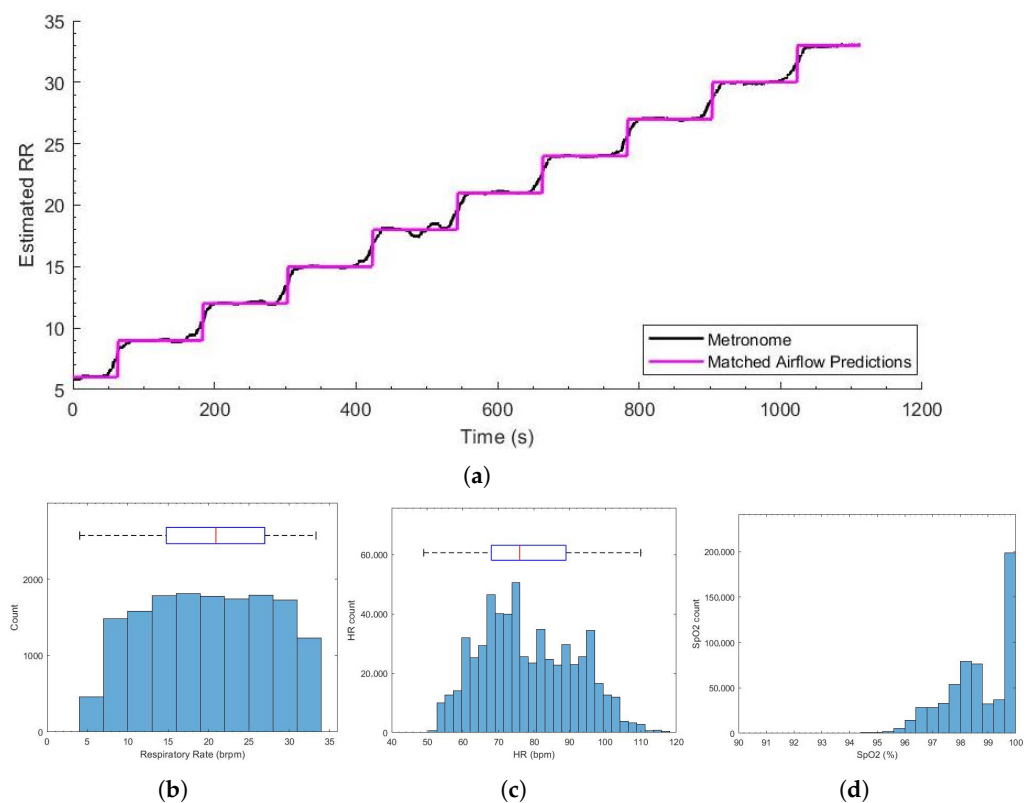 35
30
25
20
15
10
5
Estimated RR
Metronome
Matched Airflow Predictions
0 200 400 600 800 1000 1200
Time (s)
(a)
2000
1000
0
Count
0 5 10 15 20 25 30 35
Respiratory Rate (brpm)
(b)
60,000
40,000
20.000
0
HR count
40 50 60 70 80 90 100 110 120
HR (bpm)
(c)
200.000
150.000
100.000
50.000
0
SpO2 count
90 91 92 93 94 95 96 97 98 99 100
SpO2 (%)
(d)